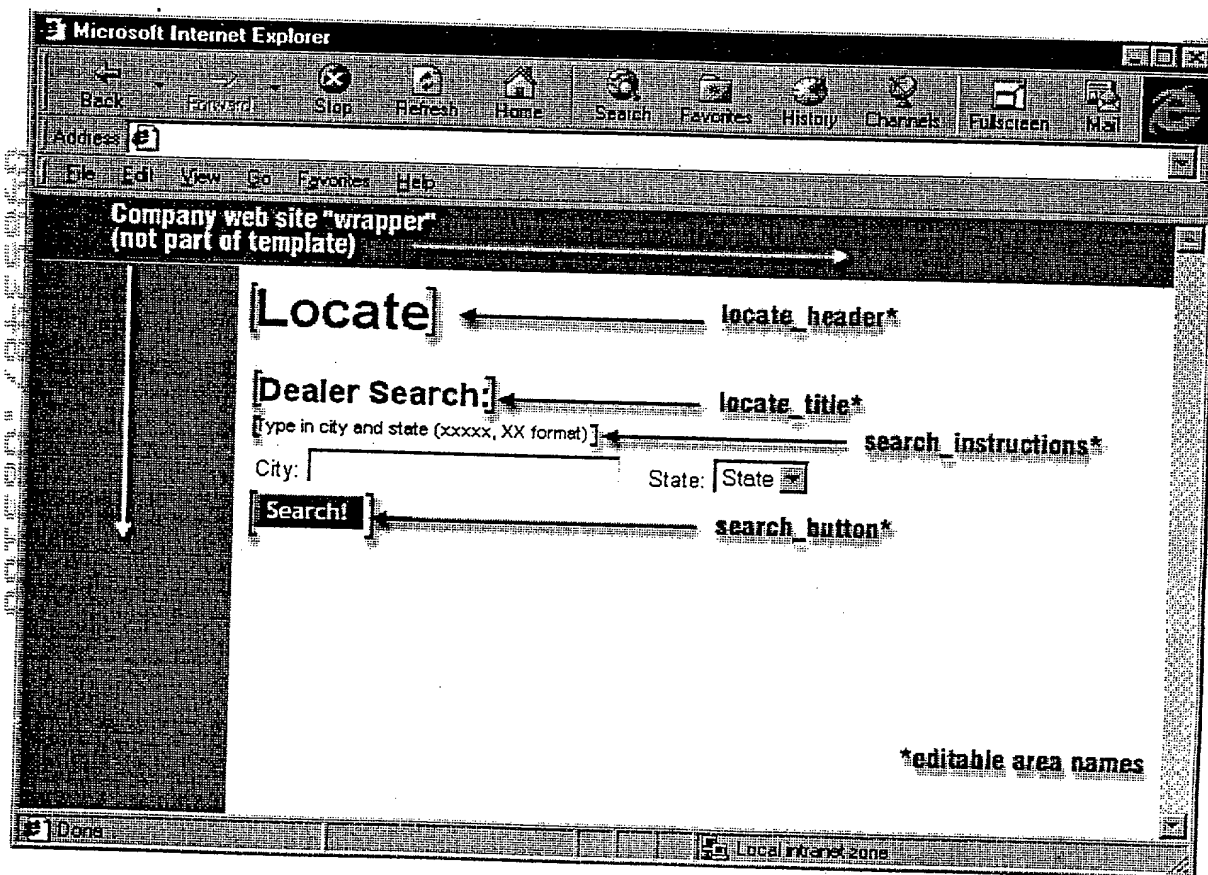 Microsoft Internet Explorer
Back Forward Stop Refresh Home Search Favorites History Channels Fullscreen Mail
Address
File Edit View Go Favorites Help
Company web site "wrapper"
(not part of template)
[Locate] locate_header*
[Dealer Search:] locate_title*
[Type in city and state (xxxxx, XX format)] search_instructions*
City: State: State
[Search!] search_button*
*editable area names
Done Local intranet zone